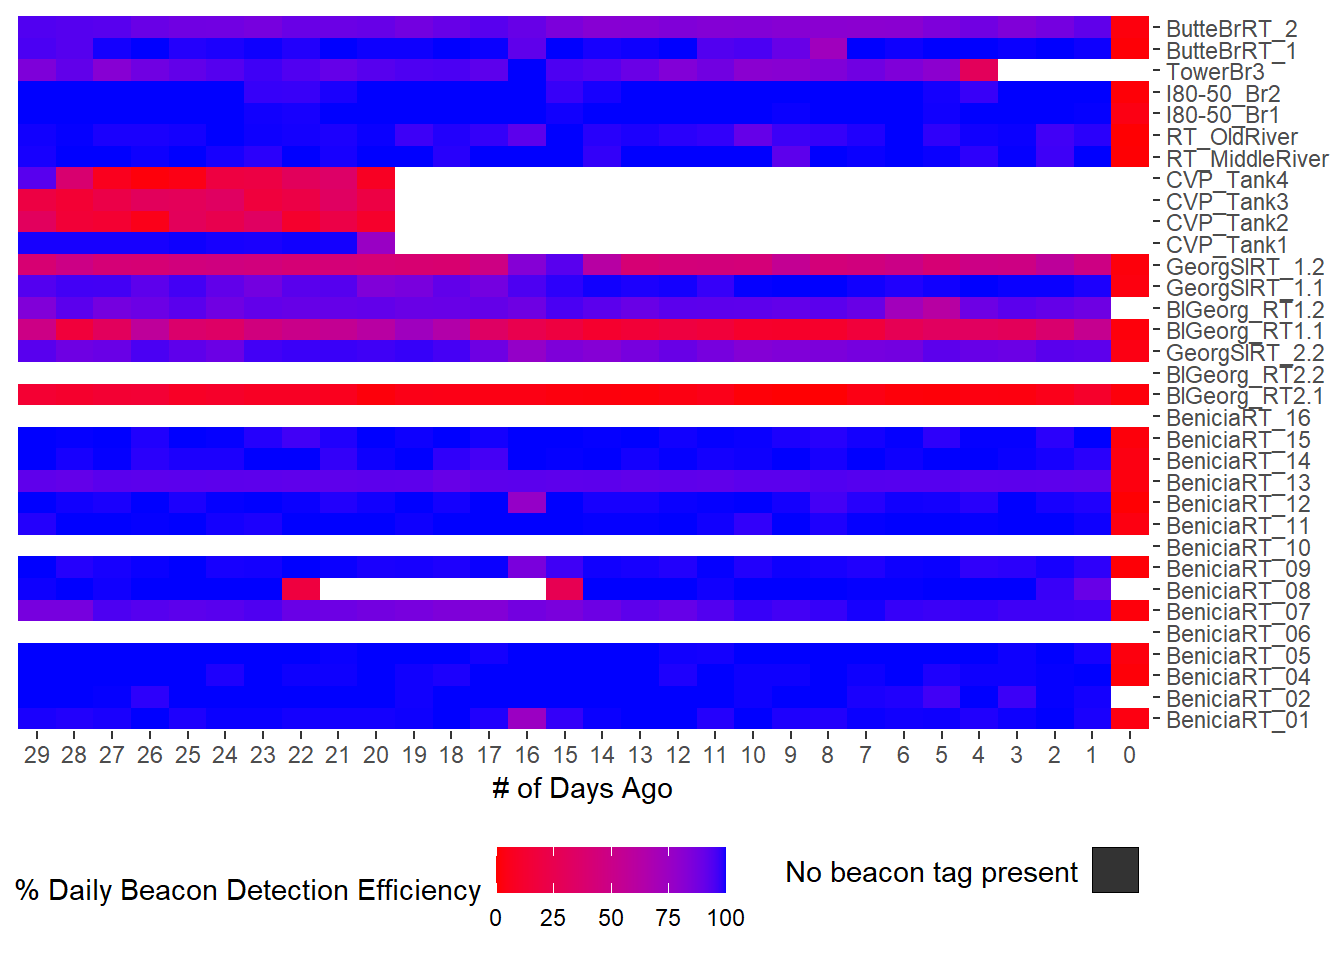 ButteBrRT_2
ButteBrRT_1
TowerBr3
I80-50_Br2
I80-50_Br1
RT_OldRiver
RT_MiddleRiver
CVP_Tank4
CVP_Tank3
CVP_Tank2
CVP_Tank1
GeorgSlRT_1.2
GeorgSlRT_1.1
BlGeorg_RT1.2
BlGeorg_RT1.1
GeorgSlRT_2.2
BlGeorg_RT2.2
BlGeorg_RT2.1
BeniciaRT_16
BeniciaRT_15
BeniciaRT_14
BeniciaRT_13
BeniciaRT_12
BeniciaRT_11
BeniciaRT_10
BeniciaRT_09
BeniciaRT_08
BeniciaRT_07
BeniciaRT_06
BeniciaRT_05
BeniciaRT_04
BeniciaRT_02
BeniciaRT_01
29 28 27 26 25 24 23 22 21 20 19 18 17 16 15 14 13 12 11 10 9 8 7 6 5 4 3 2 1 0
# of Days Ago
% Daily Beacon Detection Efficiency
0 25 50 75 100
No beacon tag present